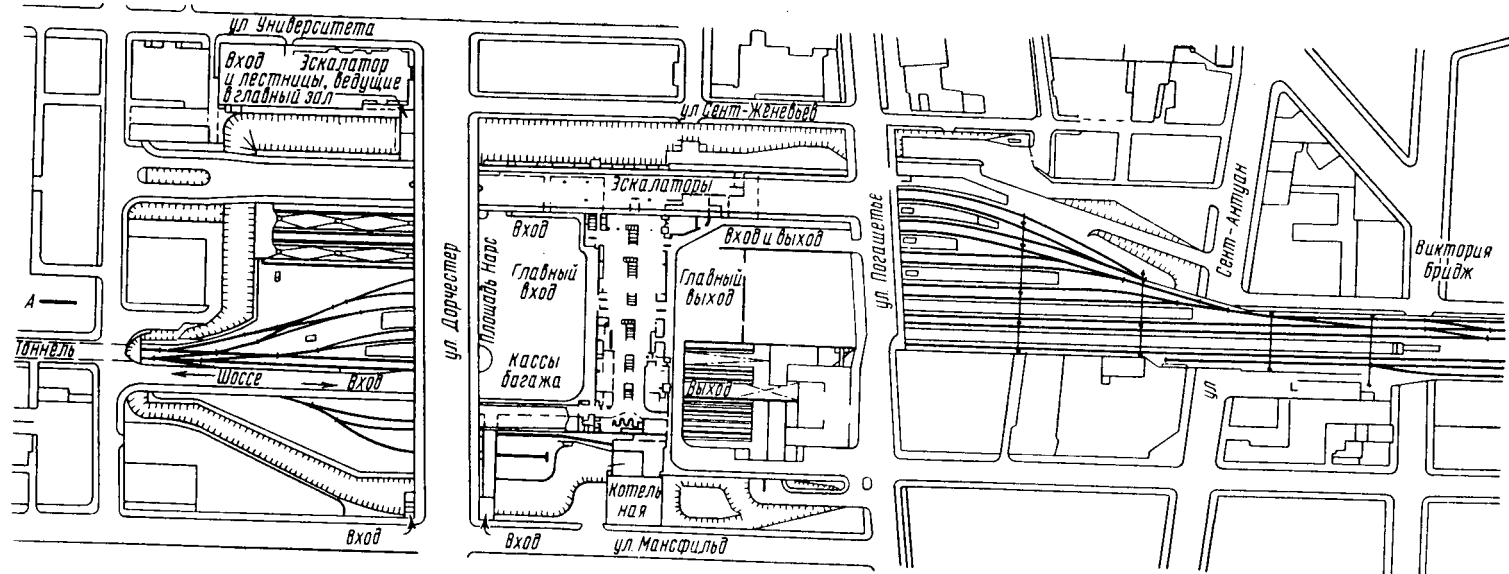 ул Университета
Вход Эскалатор
и лестницы, ведущие
в главный зал
ул Сент-Женевьев
Эскалаторы
Вход
Вход и выход
ул. Дорчестер
Площадь Нас
Главный
вход
Главный
выход
ул. Погашетье
Сент-Антуан
ул
Виктория
Бридж
А
Тоннель
Шоссе
Вход
кассы
багажа
Выход
Котель
ная
Вход
Вход
ул. Мансфильд